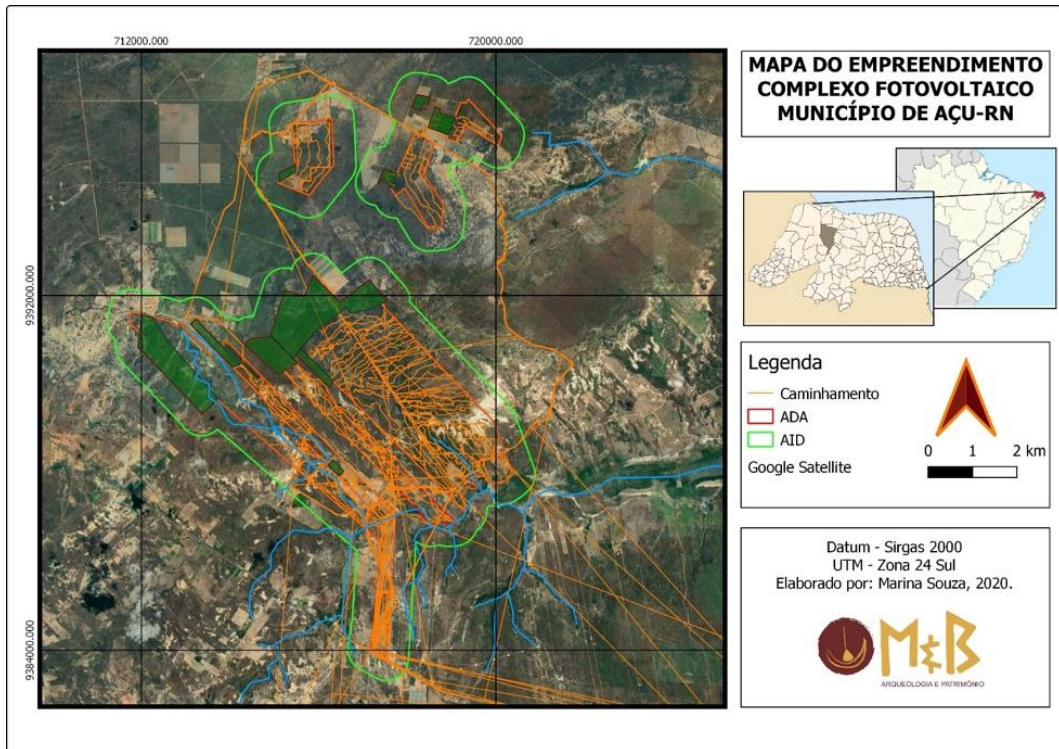 712000.000
720000.000
9392000.000
9384000.000
MAPA DO EMPREENDIMENTO
COMPLEXO FOTOVOLTAICO
MUNICÍPIO DE AÇU-RN
Legenda
Caminhamento
ADA
AID
Google Satellite
0 1 2 km
Datum - Sirgas 2000
UTM - Zona 24 Sul
Elaborado por: Marina Souza, 2020.
M&B
ARQUEOLOGIA E PATRIMÔNIO